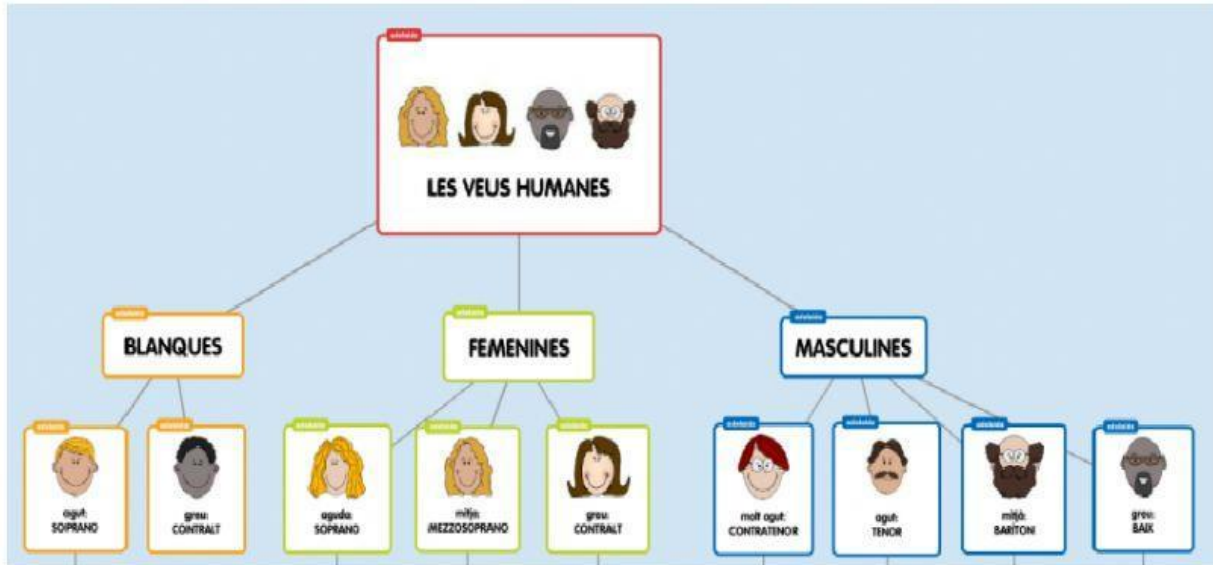 LES VEUS HUMANES
BLANQUES
FEMENINES
MASCULINES
agut:
SOPRANO
greu:
CONTRALT
aguda:
SOPRANO
mitja:
MEZZOSOPRANO
greu:
CONTRALT
molt agut:
CONTRATENOR
agut:
TENOR
mitjà:
BARÍTON
greu:
BAIX